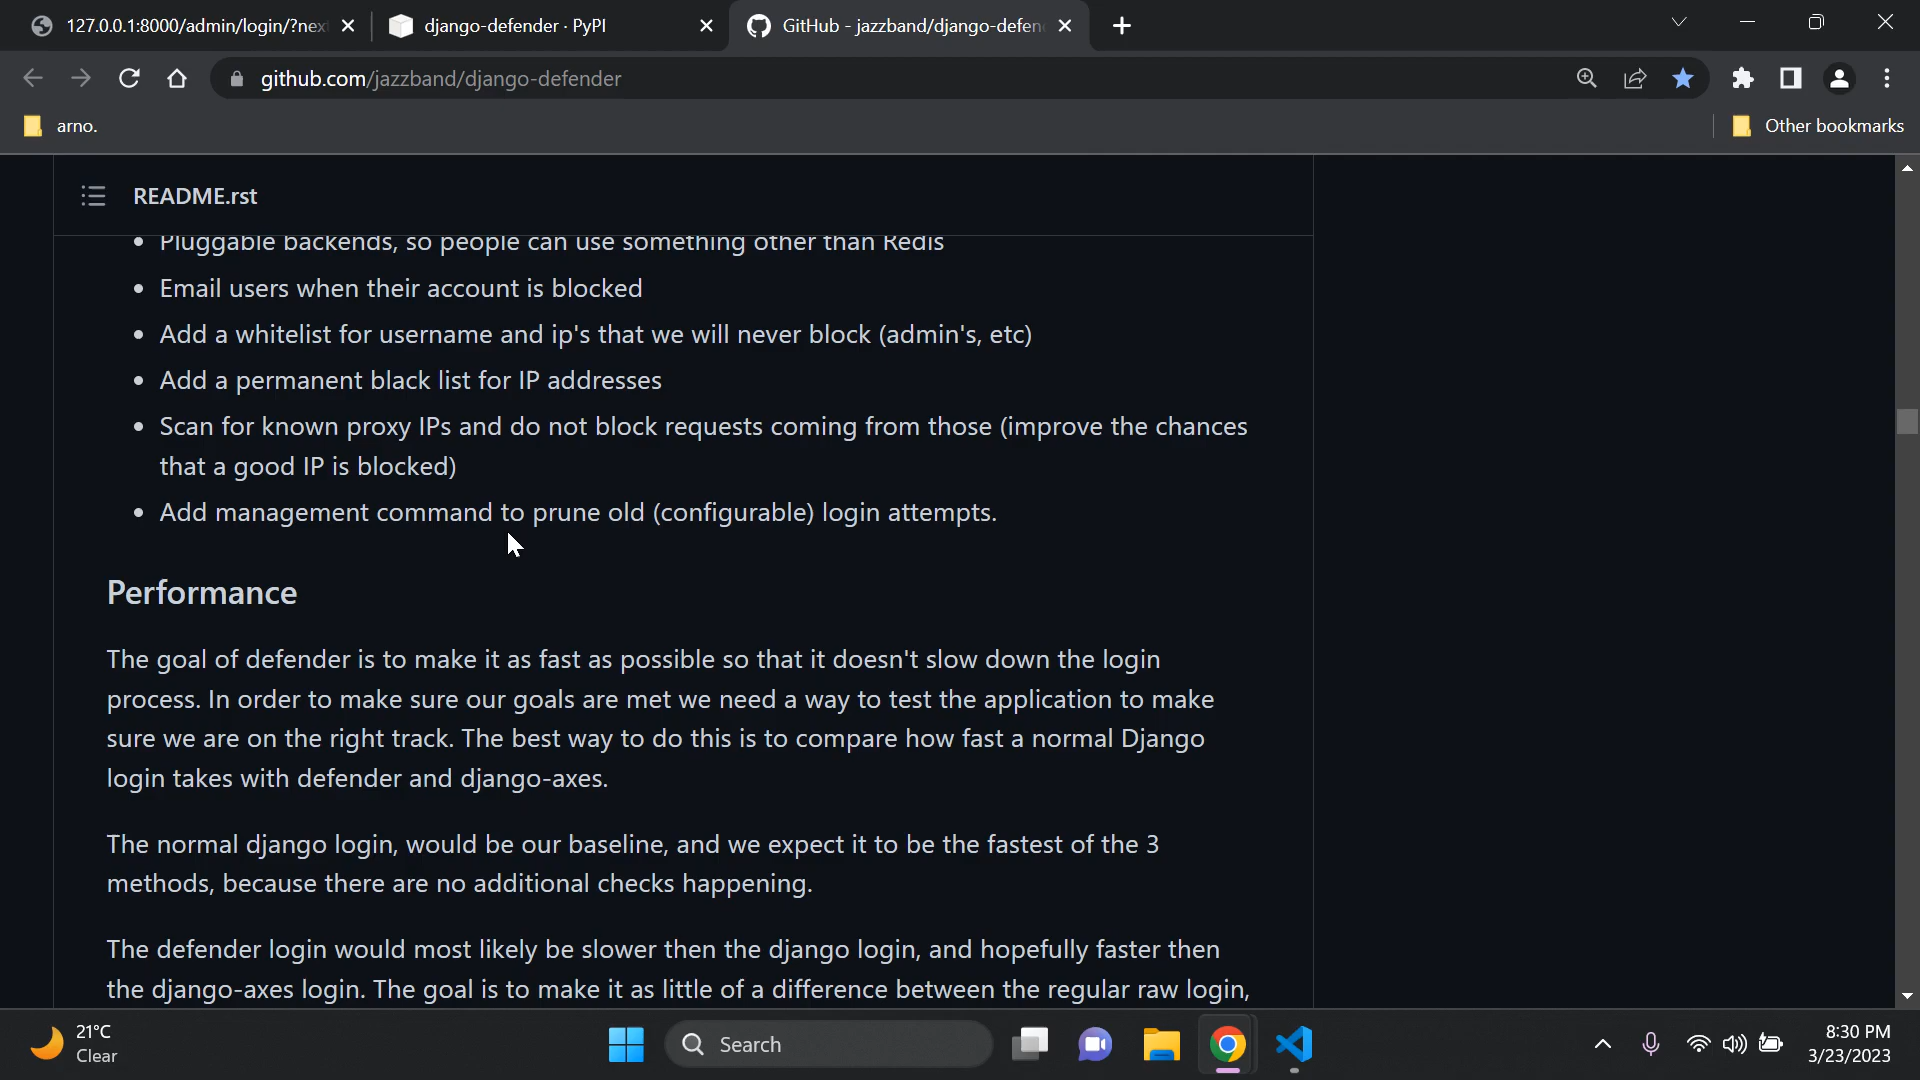 127.0.0.1:8000/admin/login/?nex
django-defender · PyPI
GitHub - jazzband/django-defen
github.com/jazzband/django-defender
arno.
Other bookmarks
README.rst
Pluggable backends, so people can use something other than Redis
Email users when their account is blocked
Add a whitelist for username and ip's that we will never block (admin's, etc)
Add a permanent black list for IP addresses
Scan for known proxy IPs and do not block requests coming from those (improve the chances
that a good IP is blocked)
Add management command to prune old (configurable) login attempts.
Performance
The goal of defender is to make it as fast as possible so that it doesn't slow down the login
process. In order to make sure our goals are met we need a way to test the application to make
sure we are on the right track. The best way to do this is to compare how fast a normal Django
login takes with defender and django-axes.
The normal django login, would be our baseline, and we expect it to be the fastest of the 3
methods, because there are no additional checks happening.
The defender login would most likely be slower then the django login, and hopefully faster then
the django-axes login. The goal is to make it as little of a difference between the regular raw login,
21°C
Clear
Search
8:30 PM
3/23/2023